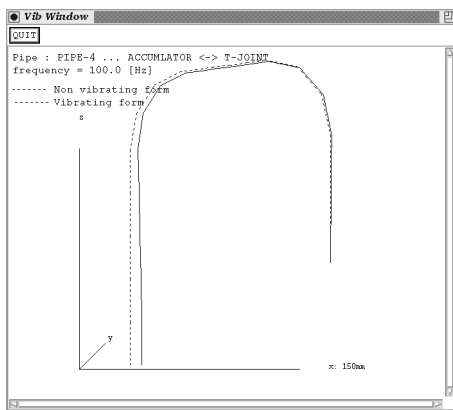 Vib Window
QUIT
Pipe : PIPE-4 ... ACCUMLATOR <-> T-JOINT
frequency = 100.0 [Hz]
------ Non vibrating form
------ Vibrating form
z
y
x: 150mm